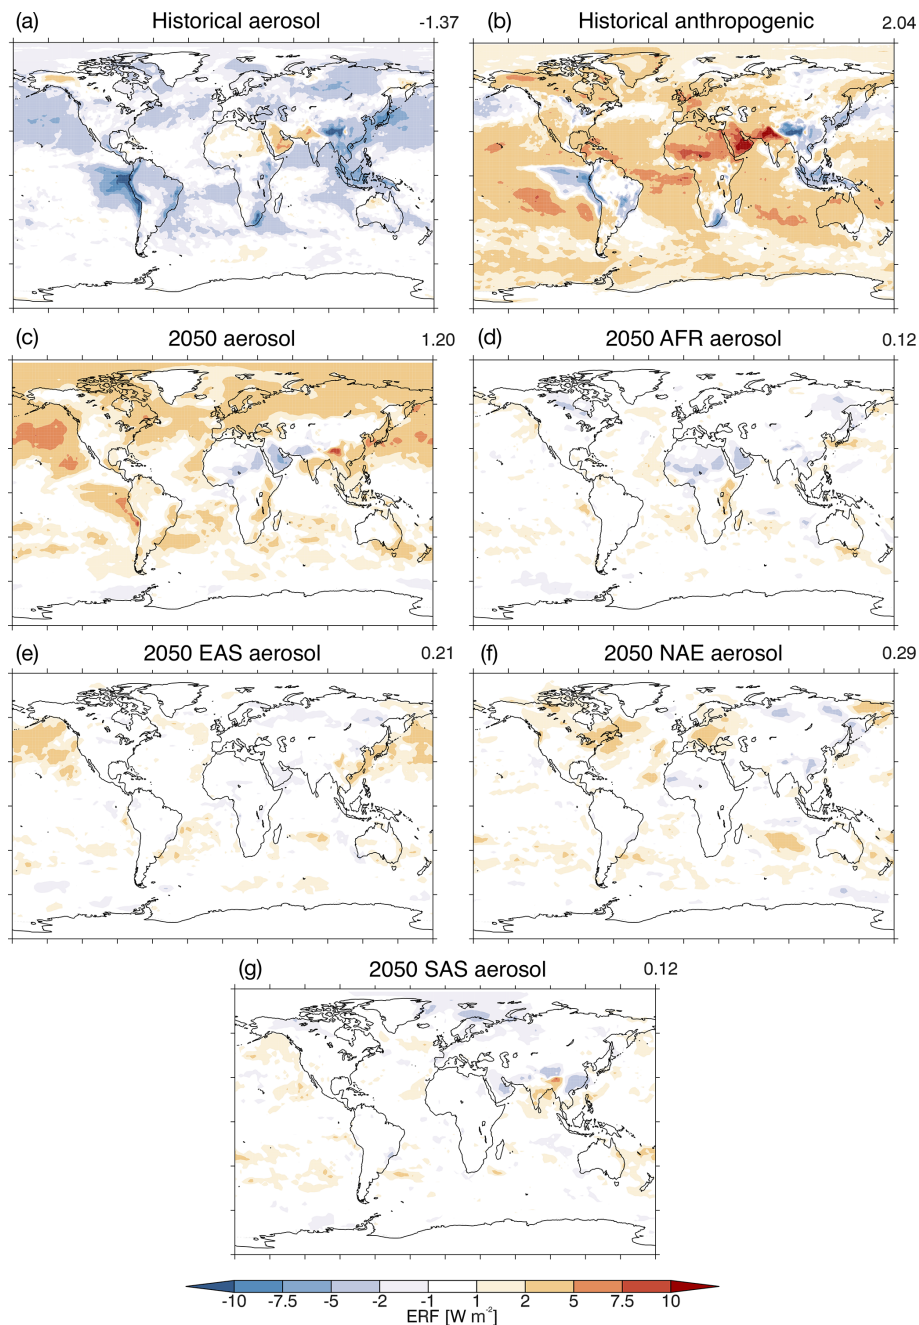 (a) Historical aerosol -1.37
(b) Historical anthropogenic 2.04
(c) 2050 aerosol 1.20
(d) 2050 AFR aerosol 0.12
(e) 2050 EAS aerosol 0.21
(f) 2050 NAE aerosol 0.29
(g) 2050 SAS aerosol 0.12
-10 -7.5 -5 -2 -1 1 2 5 7.5 10
ERF [W m⁻²]